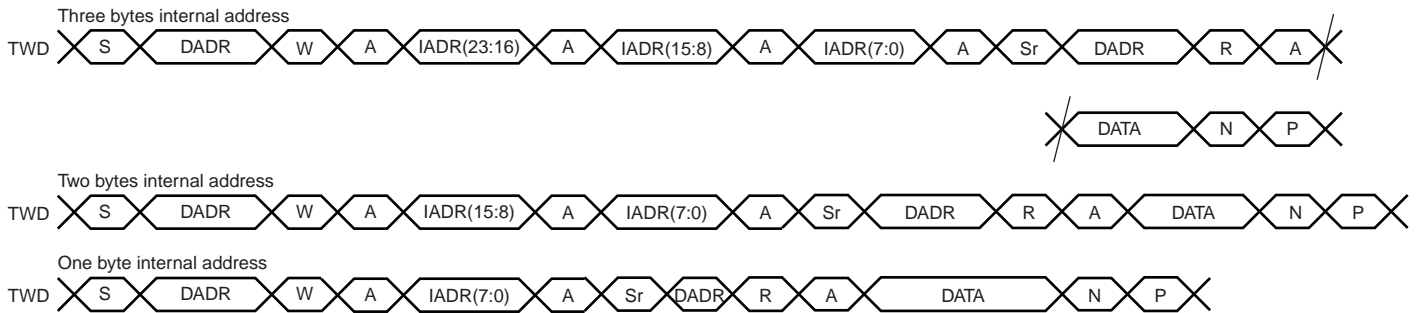 Three bytes internal address
TWD S DADR W A IADR(23:16) A IADR(15:8) A IADR(7:0) A Sr DADR R A
DATA N P
Two bytes internal address
TWD S DADR W A IADR(15:8) A IADR(7:0) A Sr DADR R A DATA N P
One byte internal address
TWD S DADR W A IADR(7:0) A Sr DADR R A DATA N P